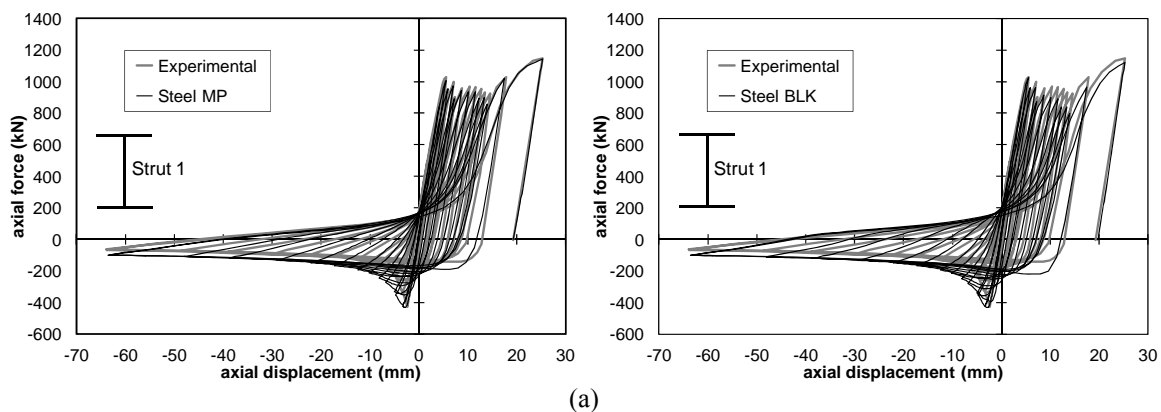 1400
1200
1000
800
600
400
200
0
-200
-400
-600
-70 -60 -50 -40 -30 -20 -10 0 10 20 30
axial force (kN)
axial displacement (mm)
Experimental
Steel MP
Strut 1
1400
1200
1000
800
600
400
200
0
-200
-400
-600
-70 -60 -50 -40 -30 -20 -10 0 10 20 30
axial force (kN)
axial displacement (mm)
Experimental
Steel BLK
Strut 1
(a)